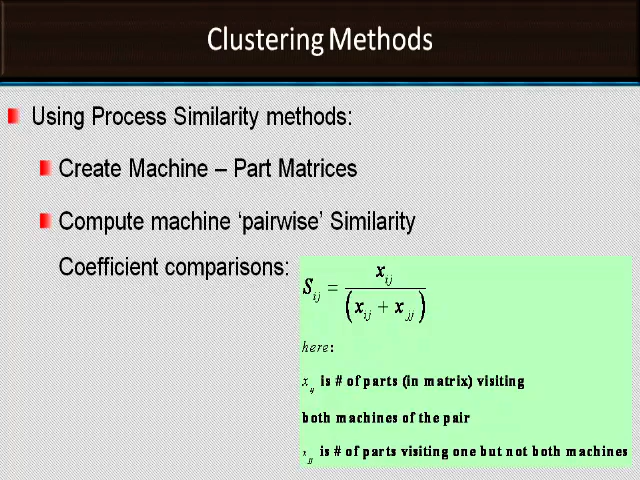 Clustering Methods
Using Process Similarity methods:
Create Machine – Part Matrices
Compute machine ‘pairwise’ Similarity
Coefficient comparisons:
S_ij = x_ij / (x_ij + x_jj)
here:
x_ij is # of parts (in matrix) visiting
both machines of the pair
x_jj is # of parts visiting one but not both machines